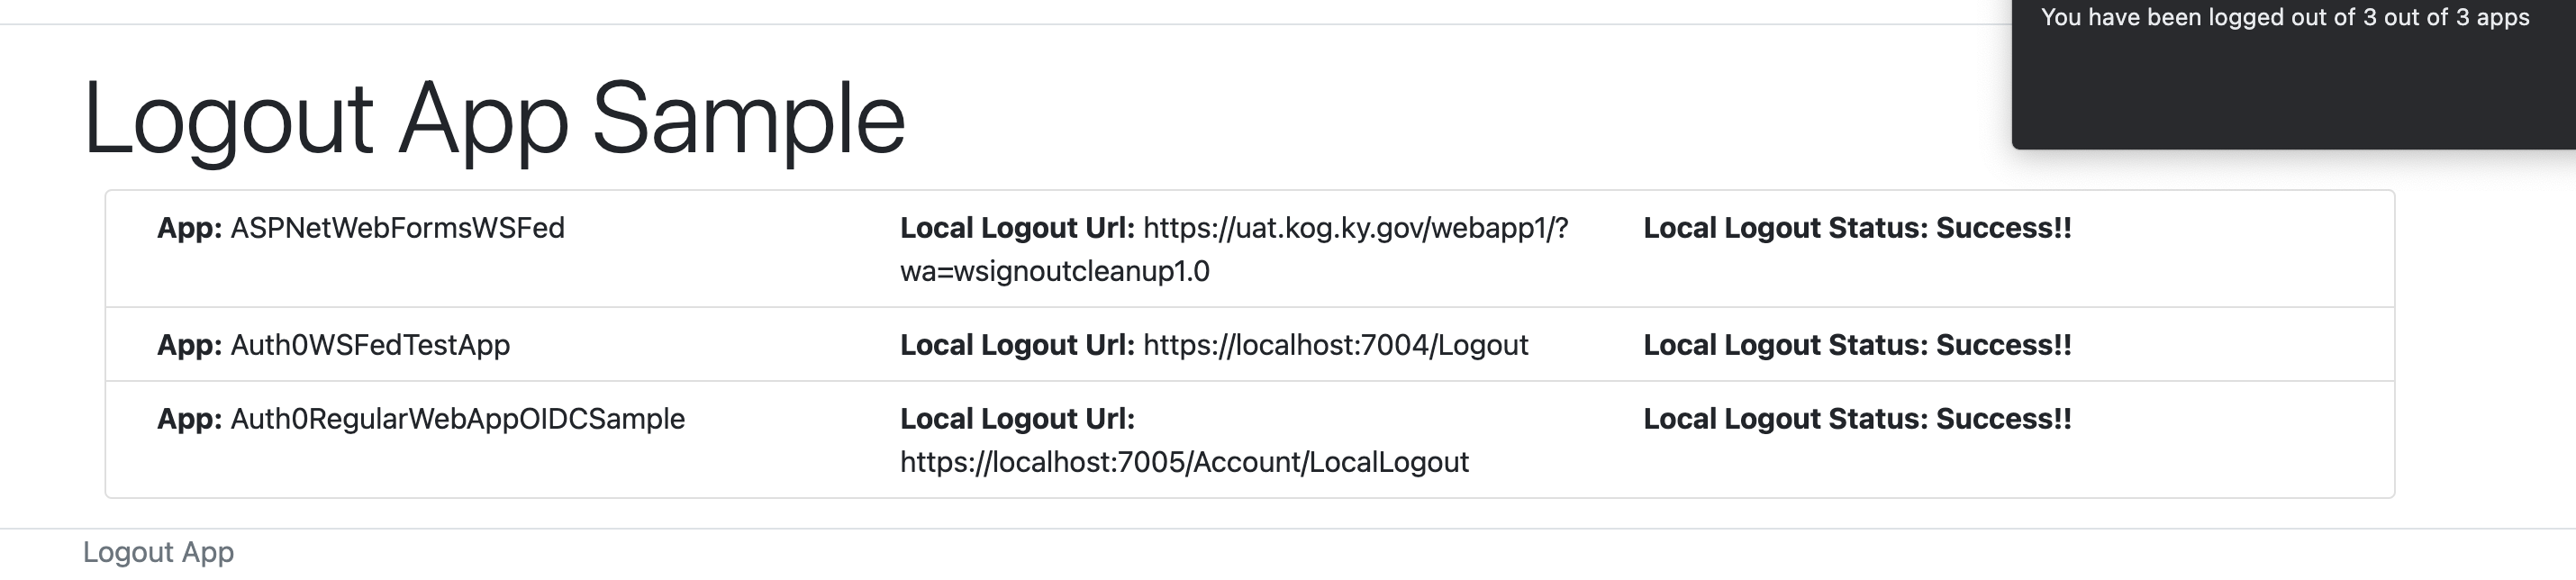 You have been logged out of 3 out of 3 apps
Logout App Sample
App: ASPNetWebFormsWSFed
Local Logout Url: https://uat.kog.ky.gov/webapp1/?
wa=wsignoutcleanup1.0
Local Logout Status: Success!!
App: Auth0WSFedTestApp
Local Logout Url: https://localhost:7004/Logout
Local Logout Status: Success!!
App: Auth0RegularWebAppOIDCSample
Local Logout Url:
https://localhost:7005/Account/LocalLogout
Local Logout Status: Success!!
Logout App